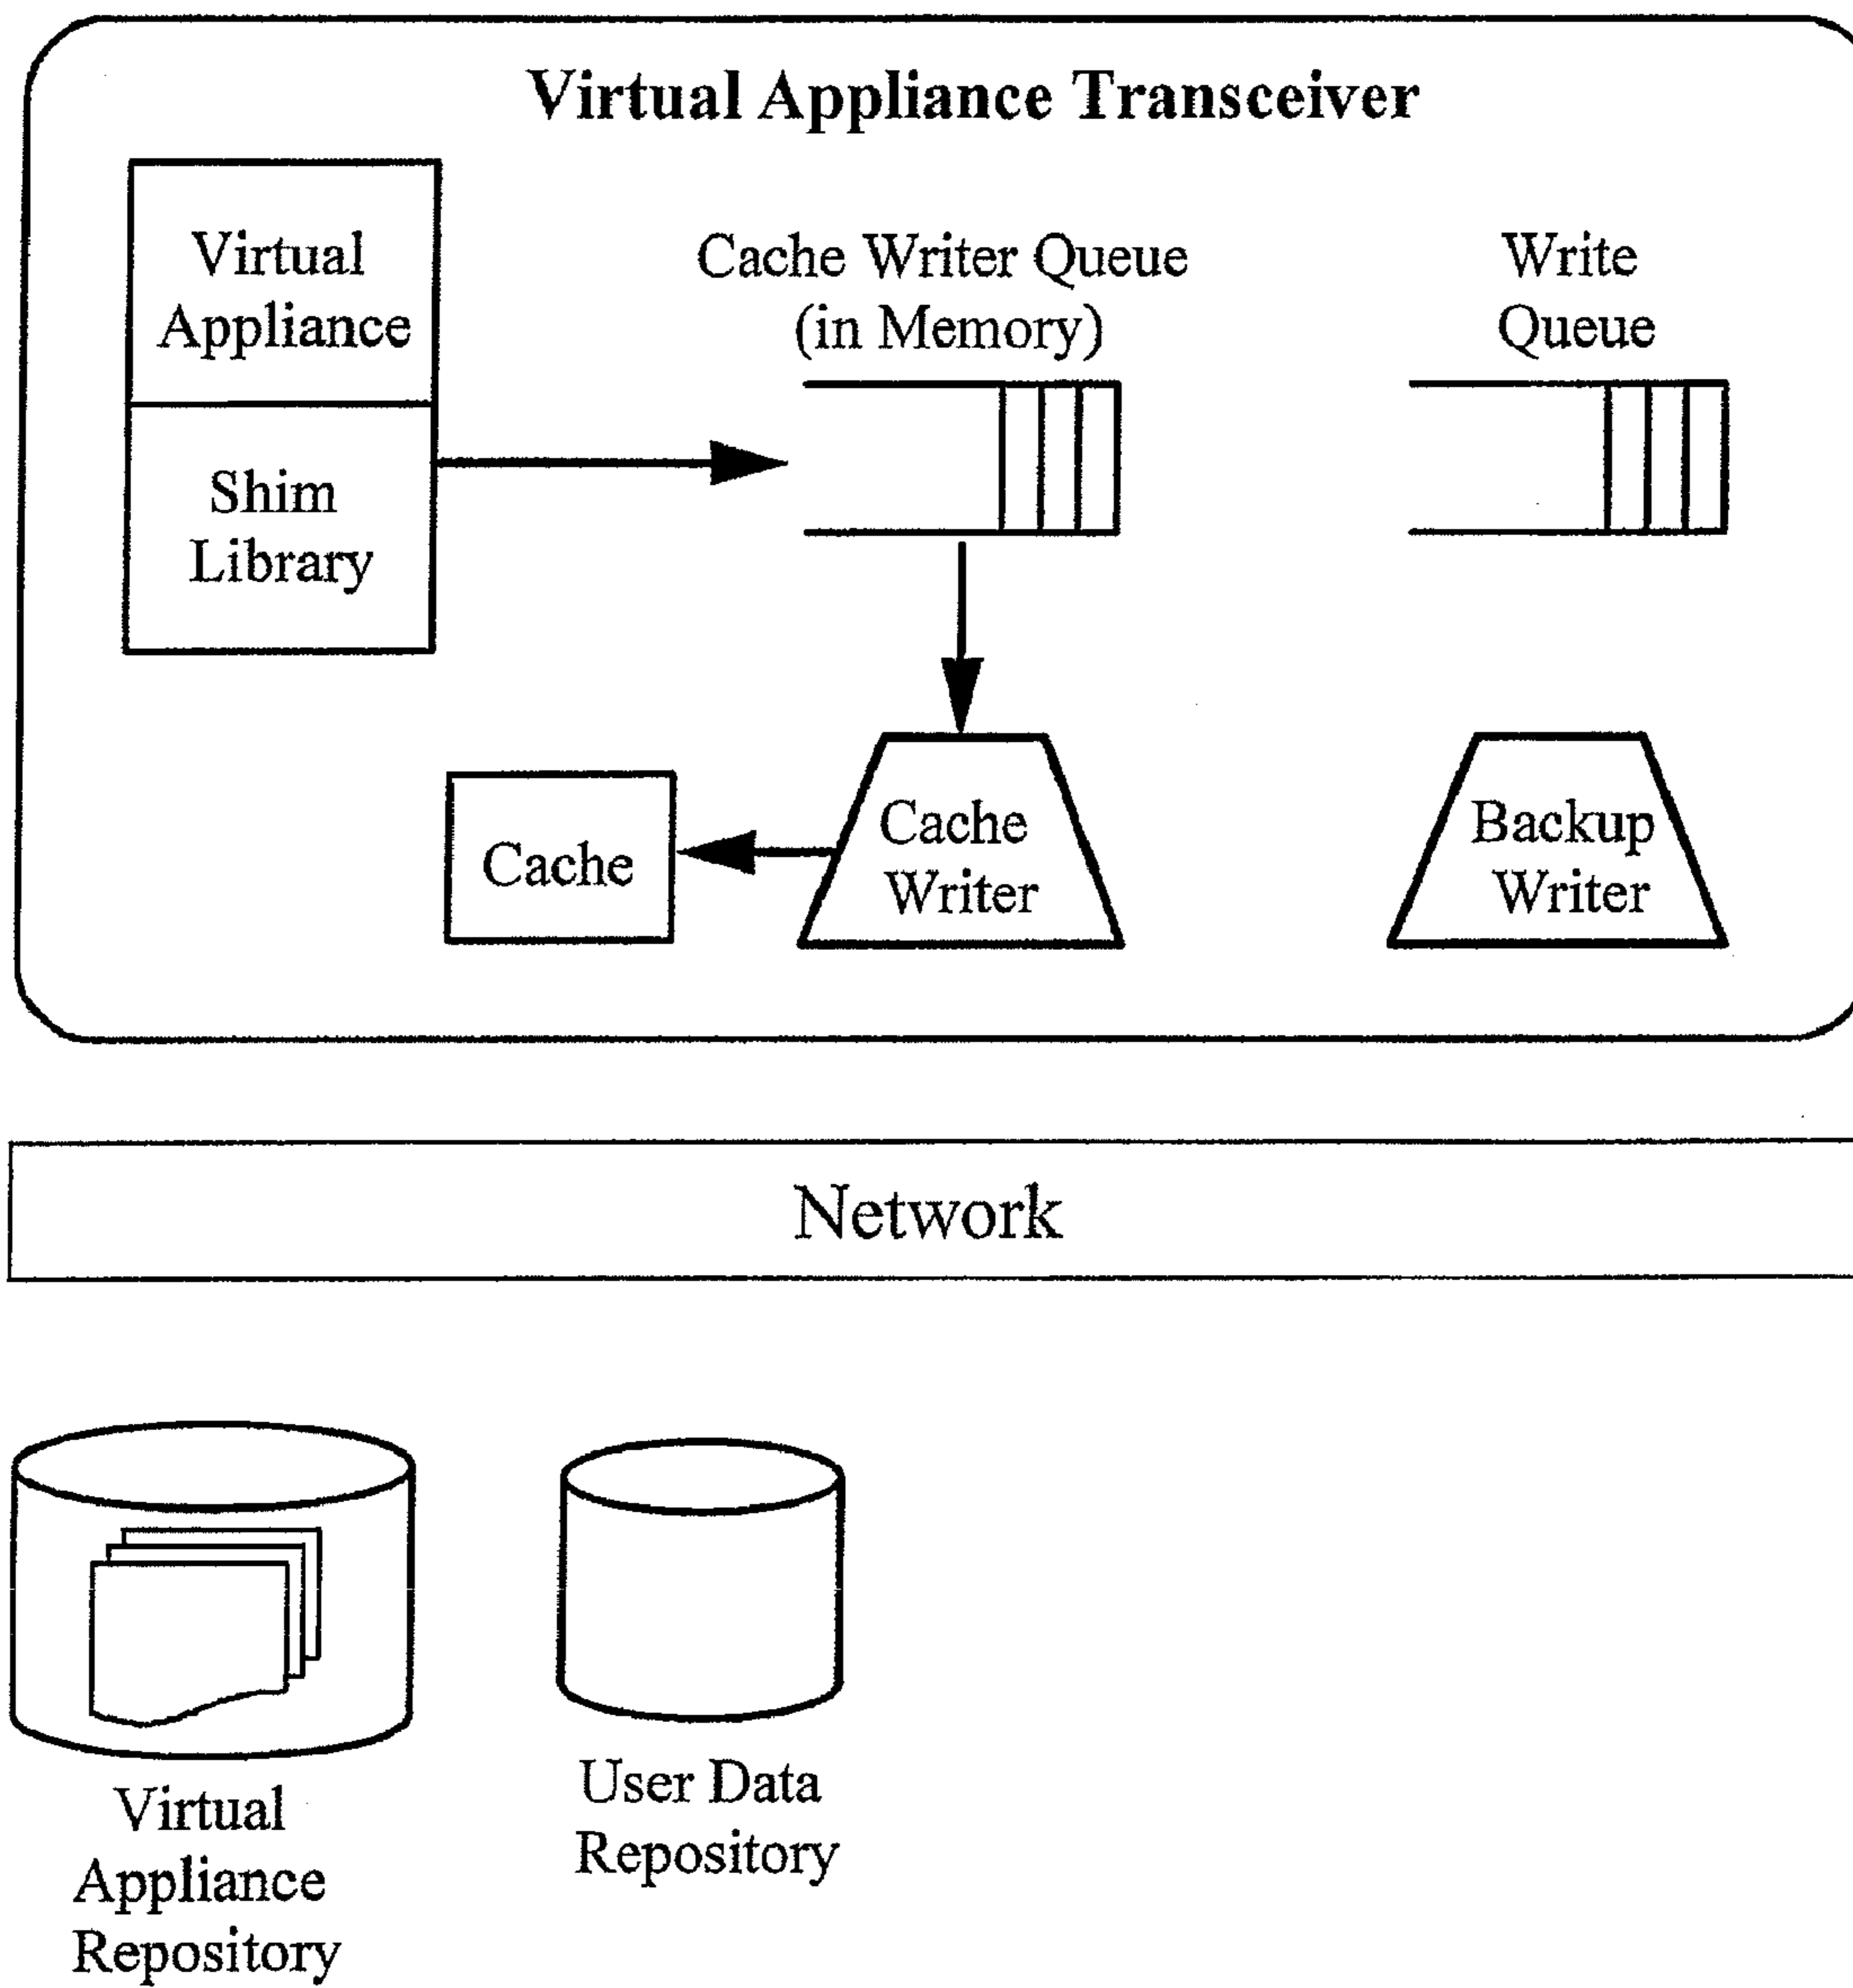 Virtual Appliance Transceiver
Virtual
Appliance
Shim
Library
Cache Writer Queue
(in Memory)
Write
Queue
Cache
Cache
Writer
Backup
Writer
Network
Virtual
Appliance
Repository
User Data
Repository